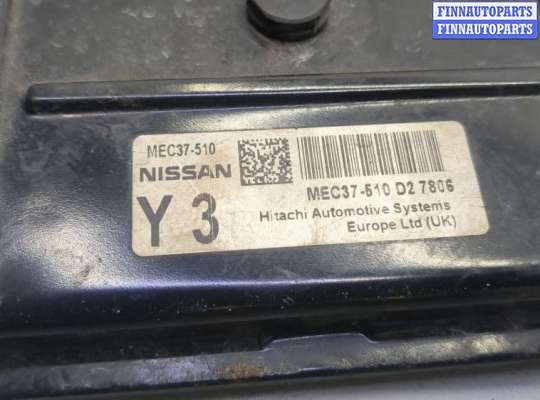 FINNAUTOPARTS
FINNAUTOPARTS
MEC37-510
NISSAN
Y 3
MEC37-510 D2 7806
Hitachi Automotive Systems
Europe Ltd (UK)